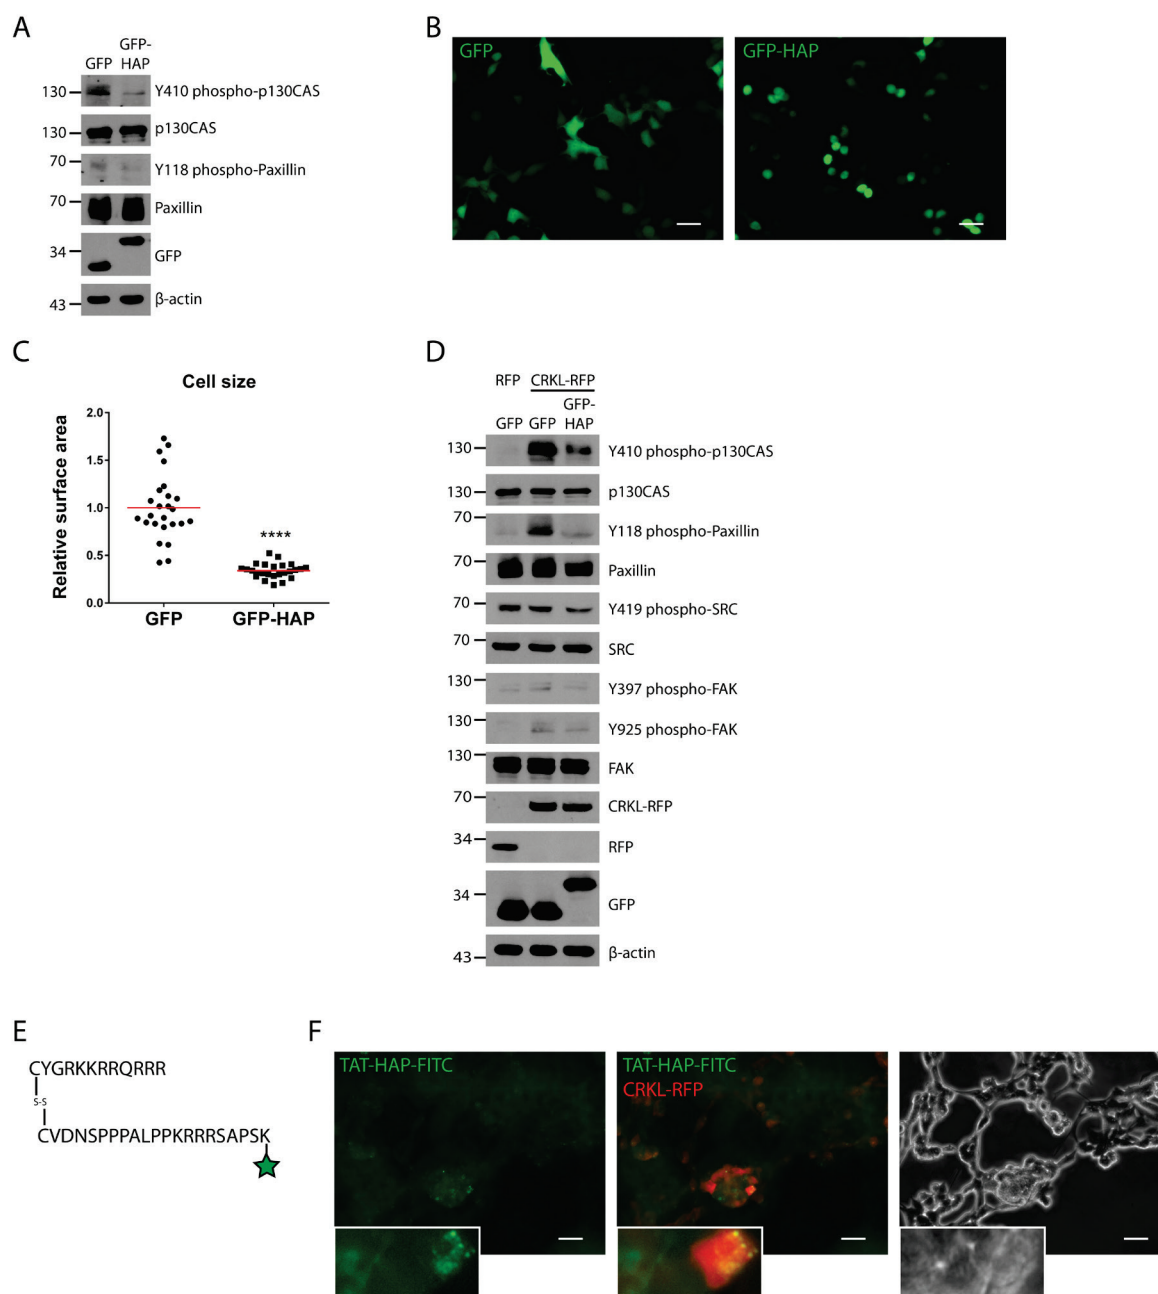 A
GFP
GFP-
HAP
130
Y410 phospho-p130CAS
130
p130CAS
70
Y118 phospho-Paxillin
70
Paxillin
34
GFP
43
β-actin
B
GFP
GFP-HAP
C
Cell size
Relative surface area
2.0
1.5
1.0
0.5
0.0
****
GFP
GFP-HAP
D
RFP
CRKL-RFP
GFP
GFP
GFP-
HAP
130
Y410 phospho-p130CAS
130
p130CAS
70
Y118 phospho-Paxillin
70
Paxillin
70
Y419 phospho-SRC
70
SRC
130
Y397 phospho-FAK
130
Y925 phospho-FAK
130
FAK
70
CRKL-RFP
34
RFP
34
GFP
43
β-actin
E
CYGRKKRRQRRR
S-S
CVDNSPPPALPPKRRRSAPSK
F
TAT-HAP-FITC
TAT-HAP-FITC
CRKL-RFP